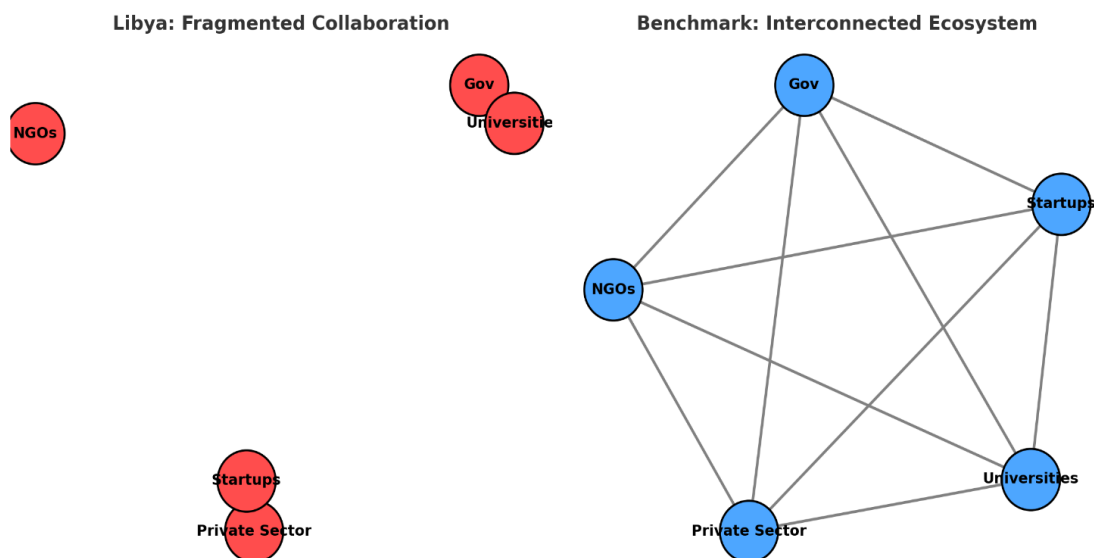 Libya: Fragmented Collaboration
Gov
Universitie
NGOs
Startups
Private Sector
Benchmark: Interconnected Ecosystem
Gov
Startups
NGOs
Universities
Private Sector